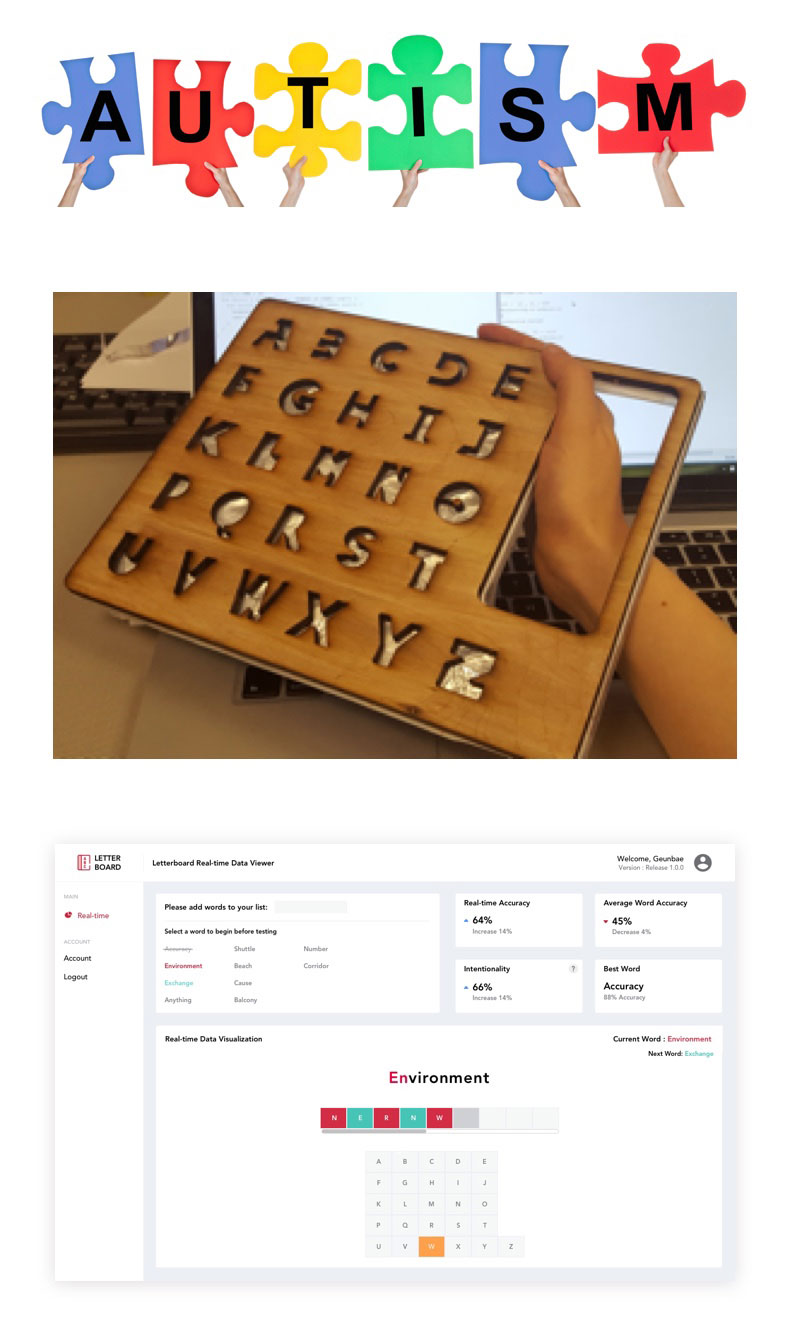 AUTISM
A B C D E
F G H I J
K L M N O
P Q R S T
U V W X Y Z
LETTER
BOARD
Letterboard Real-time Data Viewer
Welcome, Geunbae
Version : Release 1.0.0
MAIN
Real-time
ACCOUNT
Account
Logout
Please add words to your list:
Select a word to begin before testing
Accuracy Shuttle Number
Environment Beach Corridor
Exchange Cause
Anything Balcony
Real-time Accuracy
64%
Increase 14%
Average Word Accuracy
45%
Decrease 4%
Intentionality ?
66%
Increase 14%
Best Word
Accuracy
88% Accuracy
Real-time Data Visualization
Current Word : Environment
Next Word: Exchange
Environment
N E R N W
A B C D E
F G H I J
K L M N O
P Q R S T
U V W X Y Z